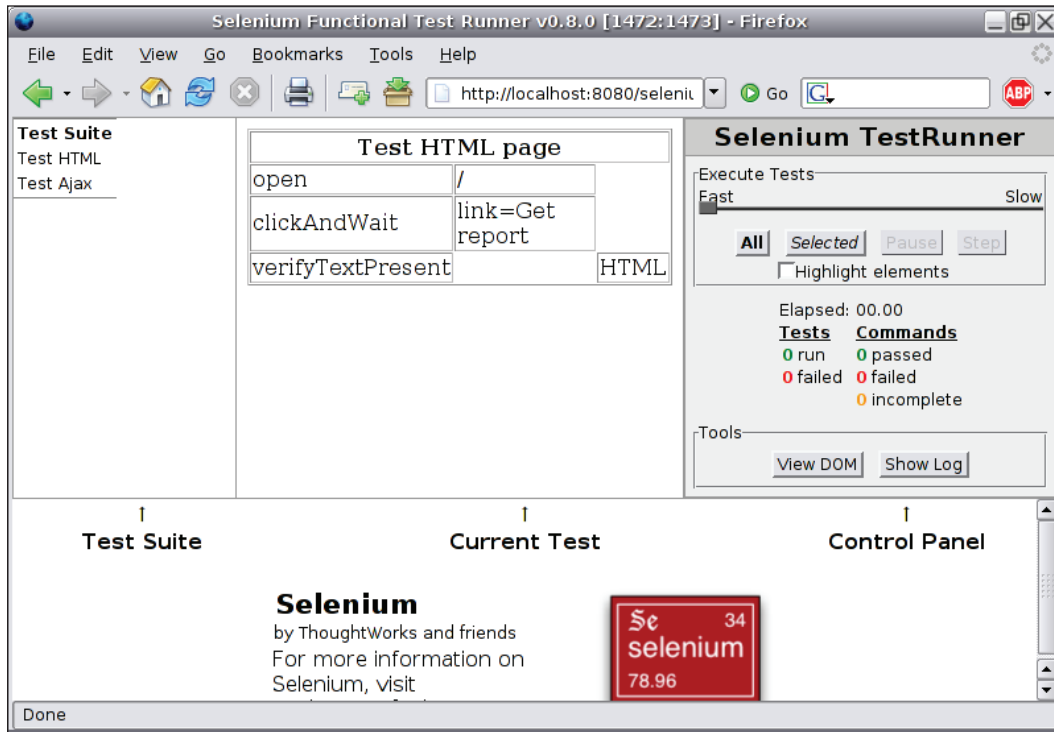 Selenium Functional Test Runner v0.8.0 [1472:1473] - Firefox
File Edit View Go Bookmarks Tools Help
http://localhost:8080/seleniu Go G ABP
Test Suite
Test HTML
Test Ajax
Test HTML page
open /
clickAndWait link=Get
report
verifyTextPresent HTML
Selenium TestRunner
Execute Tests
Fast Slow
All Selected Pause Step
Highlight elements
Elapsed: 00.00
Tests Commands
0 run 0 passed
0 failed 0 failed
0 incomplete
Tools
View DOM Show Log
↑ ↑ ↑
Test Suite Current Test Control Panel
Selenium
by ThoughtWorks and friends
For more information on
Selenium, visit
Se 34
selenium
78.96
Done